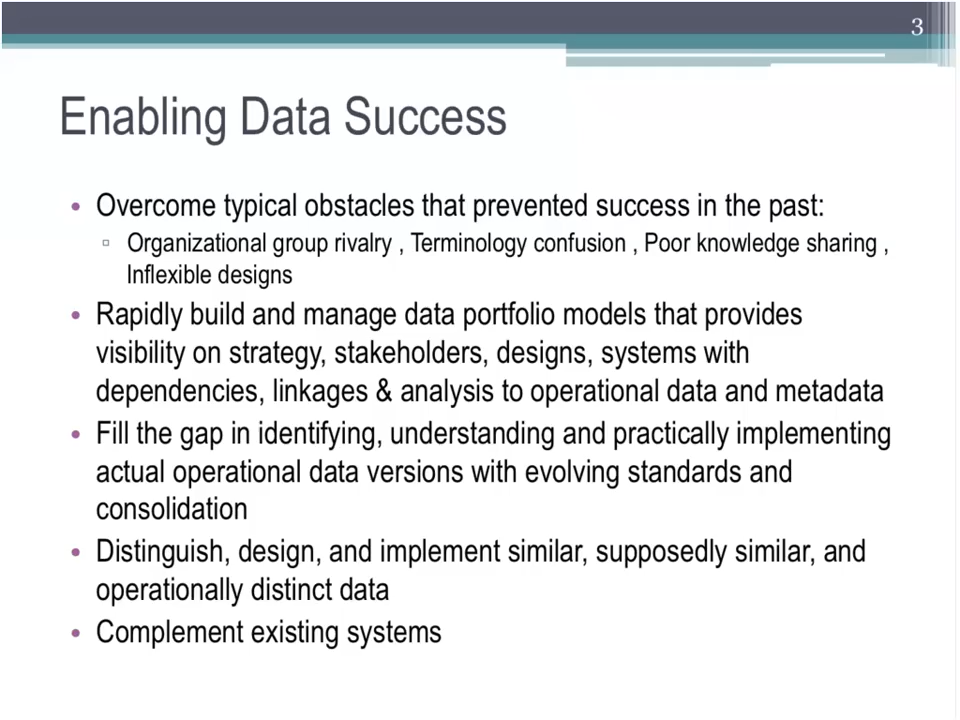 3
Enabling Data Success
• Overcome typical obstacles that prevented success in the past:
▫ Organizational group rivalry , Terminology confusion , Poor knowledge sharing ,
Inflexible designs
• Rapidly build and manage data portfolio models that provides
visibility on strategy, stakeholders, designs, systems with
dependencies, linkages & analysis to operational data and metadata
• Fill the gap in identifying, understanding and practically implementing
actual operational data versions with evolving standards and
consolidation
• Distinguish, design, and implement similar, supposedly similar, and
operationally distinct data
• Complement existing systems